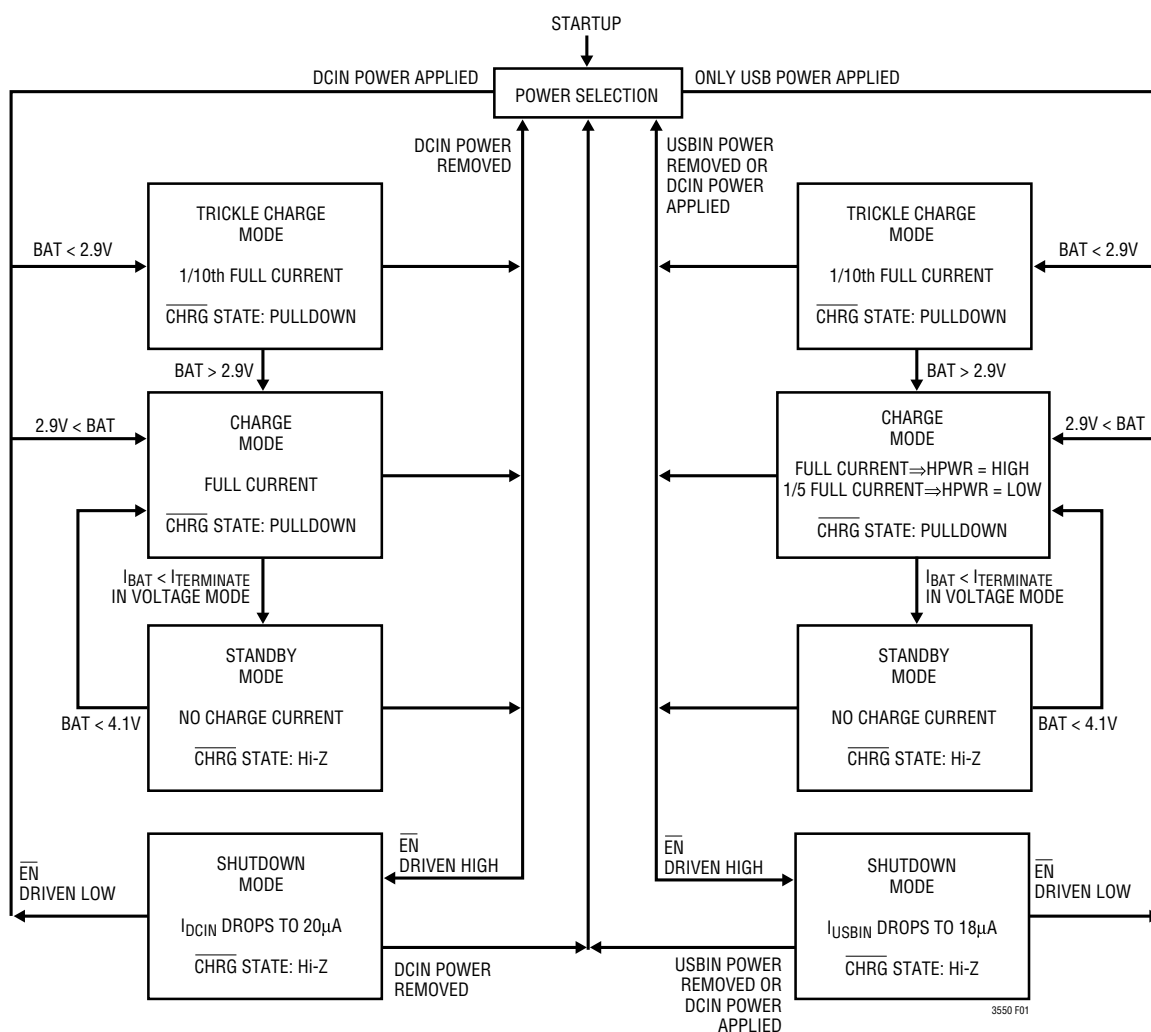 STARTUP
DCIN POWER APPLIED
POWER SELECTION
ONLY USB POWER APPLIED
DCIN POWER
REMOVED
USBIN POWER
REMOVED OR
DCIN POWER
APPLIED
BAT < 2.9V
TRICKLE CHARGE
MODE
1/10th FULL CURRENT
CHRG STATE: PULLDOWN
BAT > 2.9V
2.9V < BAT
CHARGE
MODE
FULL CURRENT
CHRG STATE: PULLDOWN
IBAT < ITERMINATE
IN VOLTAGE MODE
STANDBY
MODE
NO CHARGE CURRENT
CHRG STATE: Hi-Z
BAT < 4.1V
EN
DRIVEN LOW
SHUTDOWN
MODE
IDCIN DROPS TO 20μA
CHRG STATE: Hi-Z
EN
DRIVEN HIGH
DCIN POWER
REMOVED
TRICKLE CHARGE
MODE
1/10th FULL CURRENT
CHRG STATE: PULLDOWN
BAT < 2.9V
BAT > 2.9V
CHARGE
MODE
FULL CURRENT⇒HPWR = HIGH
1/5 FULL CURRENT⇒HPWR = LOW
CHRG STATE: PULLDOWN
2.9V < BAT
IBAT < ITERMINATE
IN VOLTAGE MODE
STANDBY
MODE
NO CHARGE CURRENT
CHRG STATE: Hi-Z
BAT < 4.1V
EN
DRIVEN HIGH
SHUTDOWN
MODE
IUSBIN DROPS TO 18μA
CHRG STATE: Hi-Z
EN
DRIVEN LOW
USBIN POWER
REMOVED OR
DCIN POWER
APPLIED
3550 F01